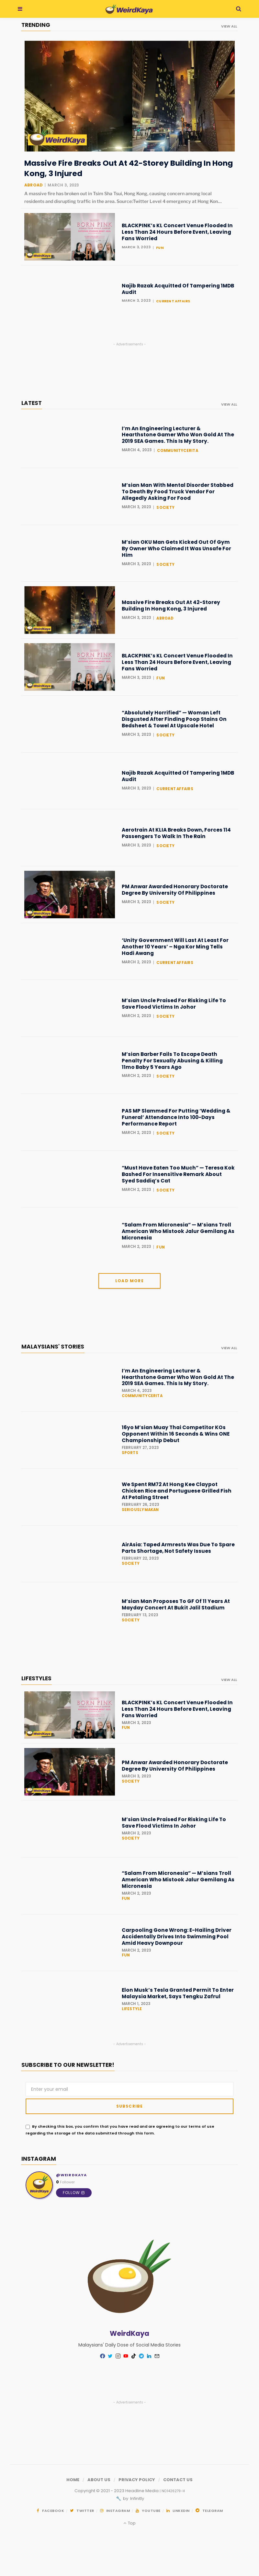 WeirdKaya
TRENDING
VIEW ALL
WeirdKaya
Massive Fire Breaks Out At 42-Storey Building In Hong
Kong, 3 Injured
ABROAD | MARCH 3, 2023
A massive fire has broken out in Tsim Sha Tsui, Hong Kong, causing concern among local
residents and disrupting traffic in the area. Source:Twitter Level 4 emergency at Hong Kon...
BORN PINK
WeirdKaya
BLACKPINK's KL Concert Venue Flooded In
Less Than 24 Hours Before Event, Leaving
Fans Worried
MARCH 3, 2023 | FUN
Najib Razak Acquitted Of Tampering 1MDB
Audit
MARCH 3, 2023 | CURRENT AFFAIRS
- Advertisements -
LATEST
VIEW ALL
I'm An Engineering Lecturer &
Hearthstone Gamer Who Won Gold At The
2019 SEA Games. This Is My Story.
MARCH 4, 2023 | COMMUNITYCERITA
M'sian Man With Mental Disorder Stabbed
To Death By Food Truck Vendor For
Allegedly Asking For Food
MARCH 3, 2023 | SOCIETY
M'sian OKU Man Gets Kicked Out Of Gym
By Owner Who Claimed It Was Unsafe For
Him
MARCH 3, 2023 | SOCIETY
WeirdKaya
Massive Fire Breaks Out At 42-Storey
Building In Hong Kong, 3 Injured
MARCH 3, 2023 | ABROAD
BORN PINK
WeirdKaya
BLACKPINK's KL Concert Venue Flooded In
Less Than 24 Hours Before Event, Leaving
Fans Worried
MARCH 3, 2023 | FUN
"Absolutely Horrified" — Woman Left
Disgusted After Finding Poop Stains On
Bedsheet & Towel At Upscale Hotel
MARCH 3, 2023 | SOCIETY
Najib Razak Acquitted Of Tampering 1MDB
Audit
MARCH 3, 2023 | CURRENT AFFAIRS
Aerotrain At KLIA Breaks Down, Forces 114
Passengers To Walk In The Rain
MARCH 3, 2023 | SOCIETY
WeirdKaya
PM Anwar Awarded Honorary Doctorate
Degree By University Of Philippines
MARCH 3, 2023 | SOCIETY
'Unity Government Will Last At Least For
Another 10 Years' – Nga Kor Ming Tells
Hadi Awang
MARCH 2, 2023 | CURRENT AFFAIRS
M'sian Uncle Praised For Risking Life To
Save Flood Victims In Johor
MARCH 2, 2023 | SOCIETY
M'sian Barber Fails To Escape Death
Penalty For Sexually Abusing & Killing
11mo Baby 5 Years Ago
MARCH 2, 2023 | SOCIETY
PAS MP Slammed For Putting 'Wedding &
Funeral' Attendance Into 100-Days
Performance Report
MARCH 2, 2023 | SOCIETY
"Must Have Eaten Too Much" — Teresa Kok
Bashed For Insensitive Remark About
Syed Saddiq's Cat
MARCH 2, 2023 | SOCIETY
"Salam From Micronesia" — M'sians Troll
American Who Mistook Jalur Gemilang As
Micronesia
MARCH 2, 2023 | FUN
LOAD MORE
MALAYSIANS' STORIES
VIEW ALL
I'm An Engineering Lecturer &
Hearthstone Gamer Who Won Gold At The
2019 SEA Games. This Is My Story.
MARCH 4, 2023
COMMUNITYCERITA
16yo M'sian Muay Thai Competitor KOs
Opponent Within 16 Seconds & Wins ONE
Championship Debut
FEBRUARY 27, 2023
SPORTS
We Spent RM72 At Hong Kee Claypot
Chicken Rice and Portuguese Grilled Fish
At Petaling Street
FEBRUARY 26, 2023
SERIOUSLYMAKAN
AirAsia: Taped Armrests Was Due To Spare
Parts Shortage, Not Safety Issues
FEBRUARY 22, 2023
SOCIETY
M'sian Man Proposes To GF Of 11 Years At
Mayday Concert At Bukit Jalil Stadium
FEBRUARY 13, 2023
SOCIETY
LIFESTYLES
VIEW ALL
BORN PINK
WeirdKaya
BLACKPINK's KL Concert Venue Flooded In
Less Than 24 Hours Before Event, Leaving
Fans Worried
MARCH 3, 2023
FUN
WeirdKaya
PM Anwar Awarded Honorary Doctorate
Degree By University Of Philippines
MARCH 3, 2023
SOCIETY
M'sian Uncle Praised For Risking Life To
Save Flood Victims In Johor
MARCH 2, 2023
SOCIETY
"Salam From Micronesia" — M'sians Troll
American Who Mistook Jalur Gemilang As
Micronesia
MARCH 2, 2023
FUN
Carpooling Gone Wrong: E-Hailing Driver
Accidentally Drives Into Swimming Pool
Amid Heavy Downpour
MARCH 2, 2023
FUN
Elon Musk's Tesla Granted Permit To Enter
Malaysia Market, Says Tengku Zafrul
MARCH 1, 2023
LIFESTYLE
- Advertisements -
SUBSCRIBE TO OUR NEWSLETTER!
Enter your email
SUBSCRIBE
By checking this box, you confirm that you have read and are agreeing to our terms of use
regarding the storage of the data submitted through this form.
INSTAGRAM
WeirdKaya
@WEIRDKAYA
0 Followers
FOLLOW
WeirdKaya
Malaysians' Daily Dose of Social Media Stories
- Advertisements -
HOME
ABOUT US
PRIVACY POLICY
CONTACT US
by Infinitly
FACEBOOK
TWITTER
INSTAGRAM
YOUTUBE
LINKEDIN
TELEGRAM
Top